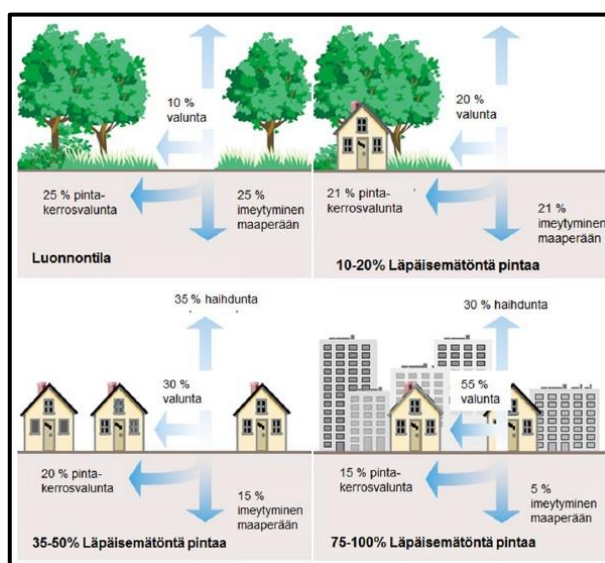 10 %
valunta
25 % pinta-
kerrosvalunta
25 %
imeytyminen
maaperään
Luonnontila
20 %
valunta
21 % pinta-
kerrosvalunta
21 %
imeytyminen
maaperään
10-20% Läpäisemätöntä pintaa
35 % haihdunta
30 %
valunta
20 % pinta-
kerrosvalunta
15 %
imeytyminen
maaperään
35-50% Läpäisemätöntä pintaa
30 % haihdunta
55 %
valunta
15 % pinta-
kerrosvalunta
5 %
imeytyminen
maaperään
75-100% Läpäisemätöntä pintaa